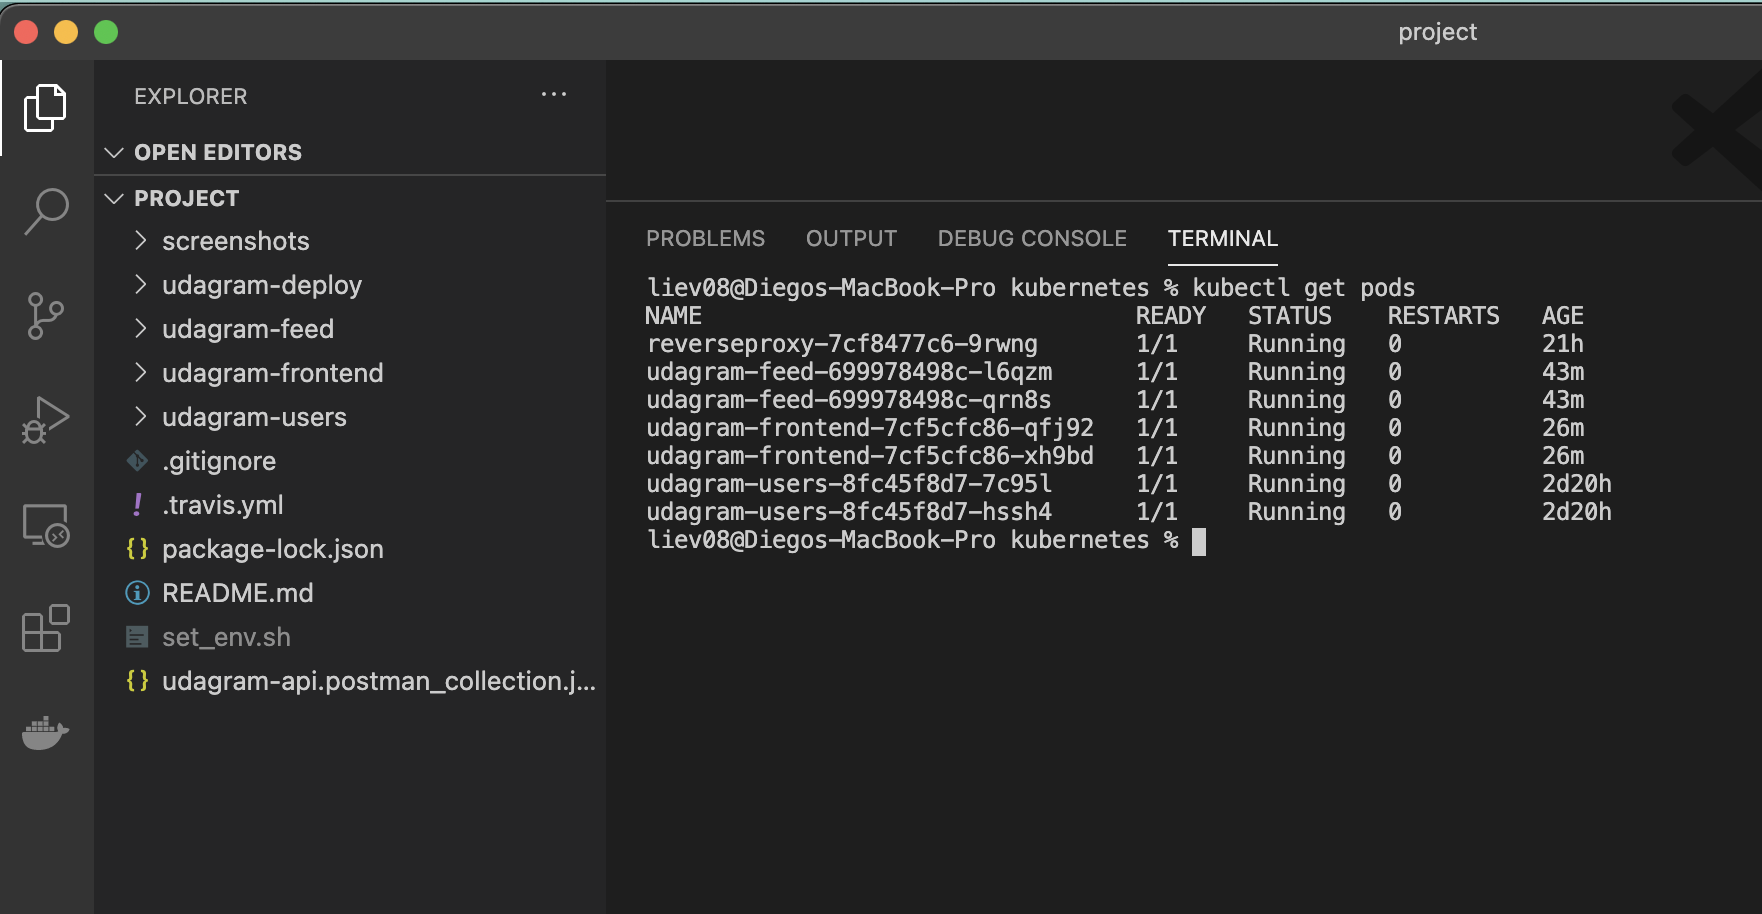 project
EXPLORER
OPEN EDITORS
PROJECT
screenshots
udagram-deploy
udagram-feed
udagram-frontend
udagram-users
.gitignore
.travis.yml
package-lock.json
README.md
set_env.sh
udagram-api.postman_collection.j...
PROBLEMS OUTPUT DEBUG CONSOLE TERMINAL
liev08@Diegos-MacBook-Pro kubernetes % kubectl get pods
NAME READY STATUS RESTARTS AGE
reverseproxy-7cf8477c6-9rwng 1/1 Running 0 21h
udagram-feed-699978498c-l6qzm 1/1 Running 0 43m
udagram-feed-699978498c-qrn8s 1/1 Running 0 43m
udagram-frontend-7cf5cfc86-qfj92 1/1 Running 0 26m
udagram-frontend-7cf5cfc86-xh9bd 1/1 Running 0 26m
udagram-users-8fc45f8d7-7c95l 1/1 Running 0 2d20h
udagram-users-8fc45f8d7-hssh4 1/1 Running 0 2d20h
liev08@Diegos-MacBook-Pro kubernetes %